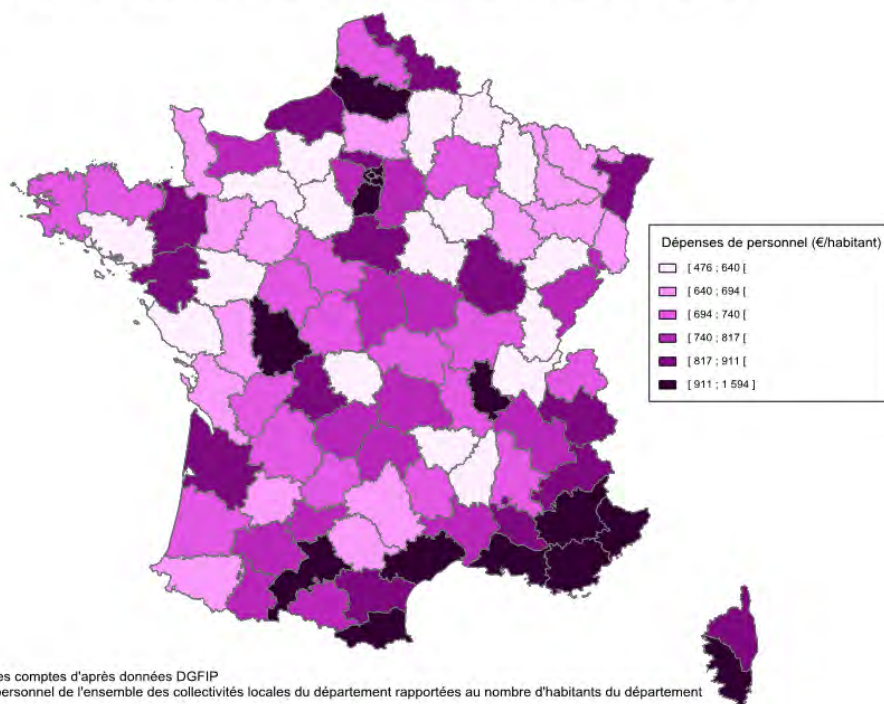 Dépenses de personnel (€/habitant)
[ 476 ; 640 [
[ 640 ; 694 [
[ 694 ; 740 [
[ 740 ; 817 [
[ 817 ; 911 [
[ 911 ; 1 594 ]
es comptes d'après données DGFIP
personnel de l'ensemble des collectivités locales du département rapportées au nombre d'habitants du département